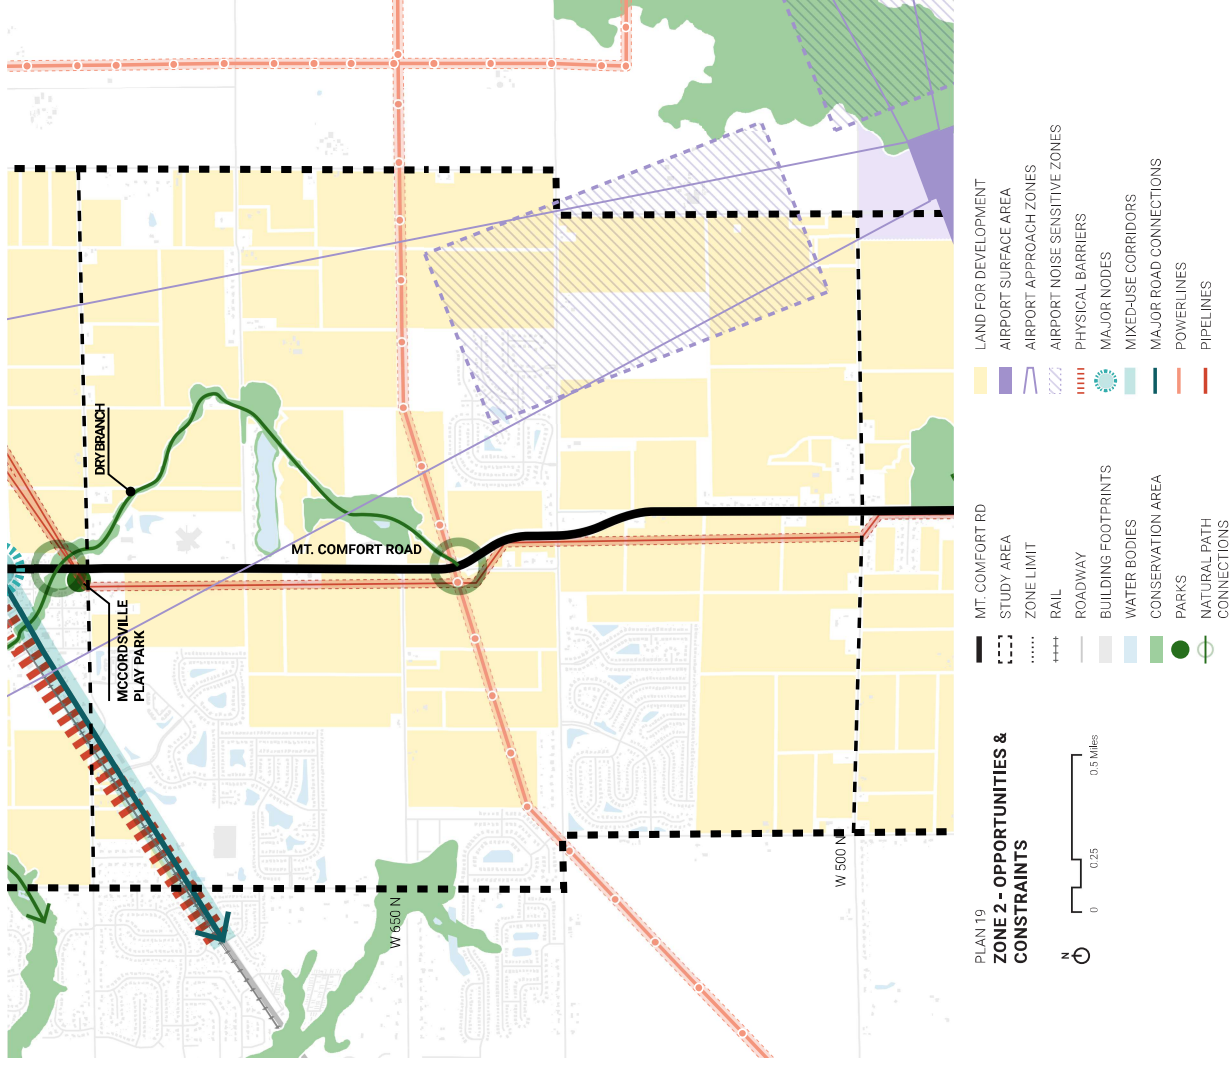 DRY BRANCH
MT. COMFORT ROAD
MCCORDSVILLE
PLAY PARK
W 650 N
W 500 N
PLAN 19
ZONE 2 - OPPORTUNITIES &
CONSTRAINTS
N
0
0.25
0.5 Miles
MT. COMFORT RD
STUDY AREA
ZONE LIMIT
RAIL
ROADWAY
BUILDING FOOTPRINTS
WATER BODIES
CONSERVATION AREA
PARKS
NATURAL PATH
CONNECTIONS
LAND FOR DEVELOPMENT
AIRPORT SURFACE AREA
AIRPORT APPROACH ZONES
AIRPORT NOISE SENSITIVE ZONES
PHYSICAL BARRIERS
MAJOR NODES
MIXED-USE CORRIDORS
MAJOR ROAD CONNECTIONS
POWERLINES
PIPELINES